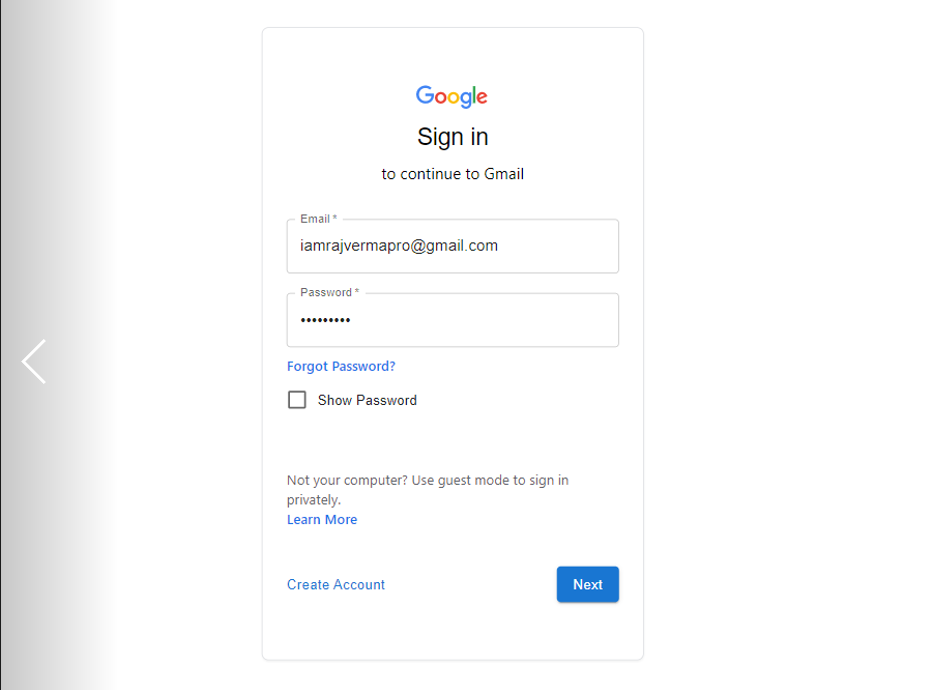 Google
Sign in
to continue to Gmail
Email *
iamrajvermapro@gmail.com
Password *
•••••••••
Forgot Password?
Show Password
Not your computer? Use guest mode to sign in
privately.
Learn More
Create Account
Next